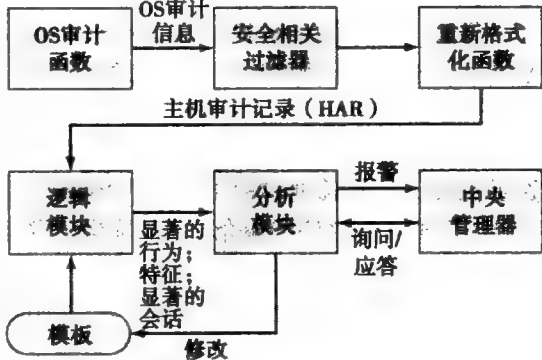 OS审计
函数
OS审计
信息
安全相关
过滤器
重新格式
化函数
主机审计记录（HAR）
逻辑
模块
显著的
行为；
特征；
显著的
会话
分析
模块
报警
询问/
应答
中央
管理器
模板
修改